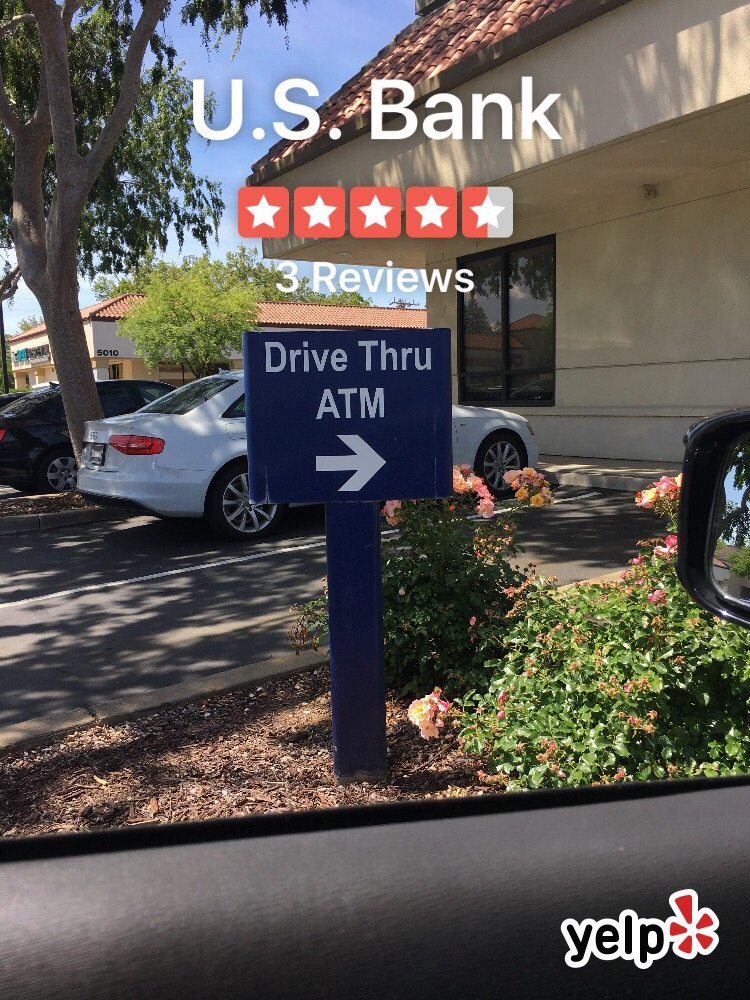 U.S. Bank
3 Reviews
5010
Drive Thru
ATM
yelp